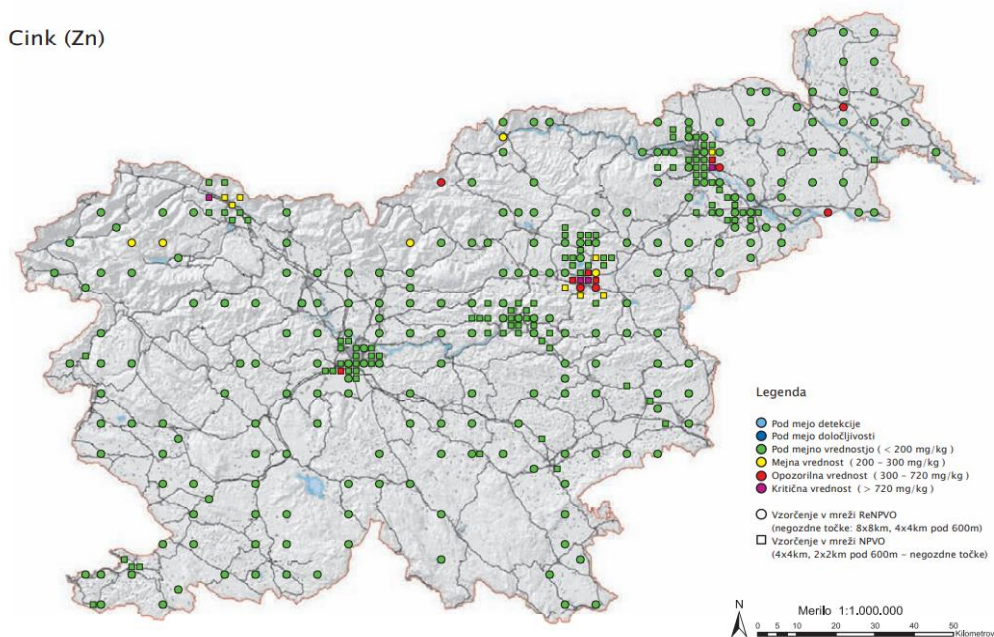 Cink (Zn)
Legenda
Pod mejo detekcije
Pod mejo določljivosti
Pod mejno vrednostjo ( < 200 mg/kg )
Mejna vrednost ( 200 - 300 mg/kg )
Opozorilna vrednost ( 300 - 720 mg/kg )
Kritična vrednost ( > 720 mg/kg )
Vzorčenje v mreži ReNPVO
(negozdne točke: 8x8km, 4x4km pod 600m)
Vzorčenje v mreži NPVO
(4x4km, 2x2km pod 600m - negozdne točke)
N
Merilo 1:1.000.000
0 5 10 20 30 40 50
Kilometrov